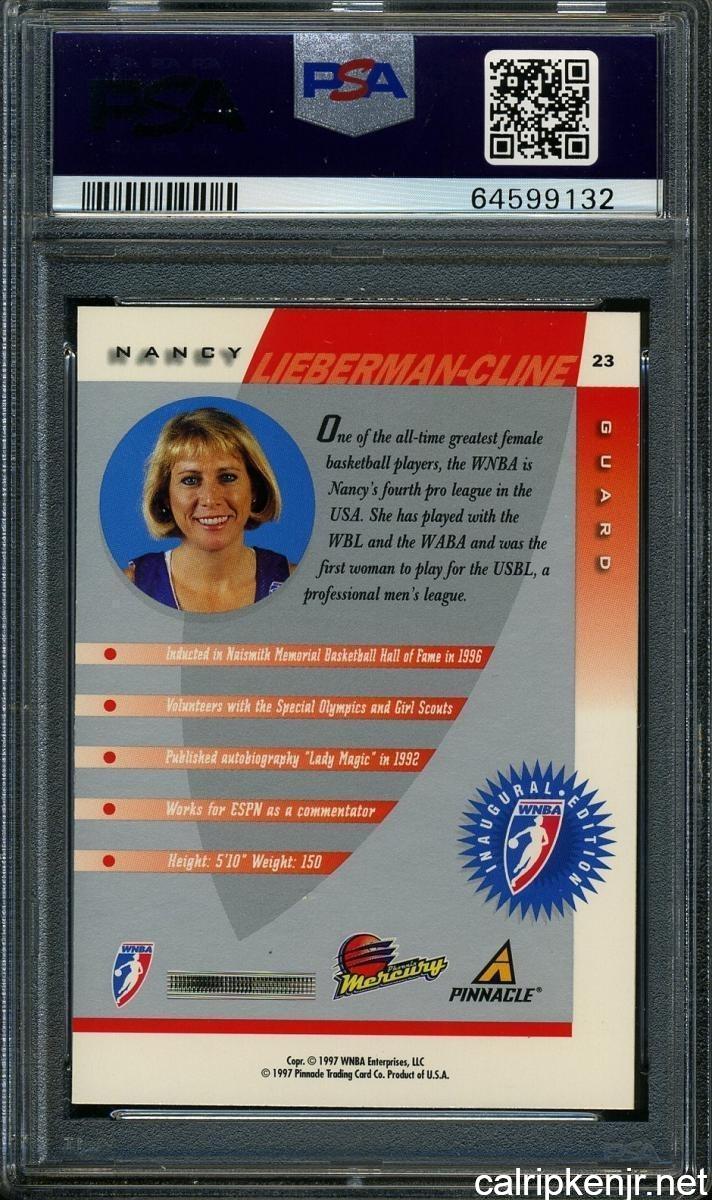 PSA
PSA
64599132
NANCY
LIEBERMAN-CLINE
23
GUARD
One of the all-time greatest female
basketball players, the WNBA is
Nancy's fourth pro league in the
USA. She has played with the
WBL and the WABA and was the
first woman to play for the USBL, a
professional men's league.
Inducted in Naismith Memorial Basketball Hall of Fame in 1996
Volunteers with the Special Olympics and Girl Scouts
Published autobiography "Lady Magic" in 1992
Works for ESPN as a commentator
Height: 5'10" Weight: 150
INAUGURAL • EDITION
WNBA
WNBA
Phoenix
Mercury
PINNACLE®
Copr. © 1997 WNBA Enterprises, LLC
© 1997 Pinnacle Trading Card Co. Product of U.S.A.
calripkenjr.net